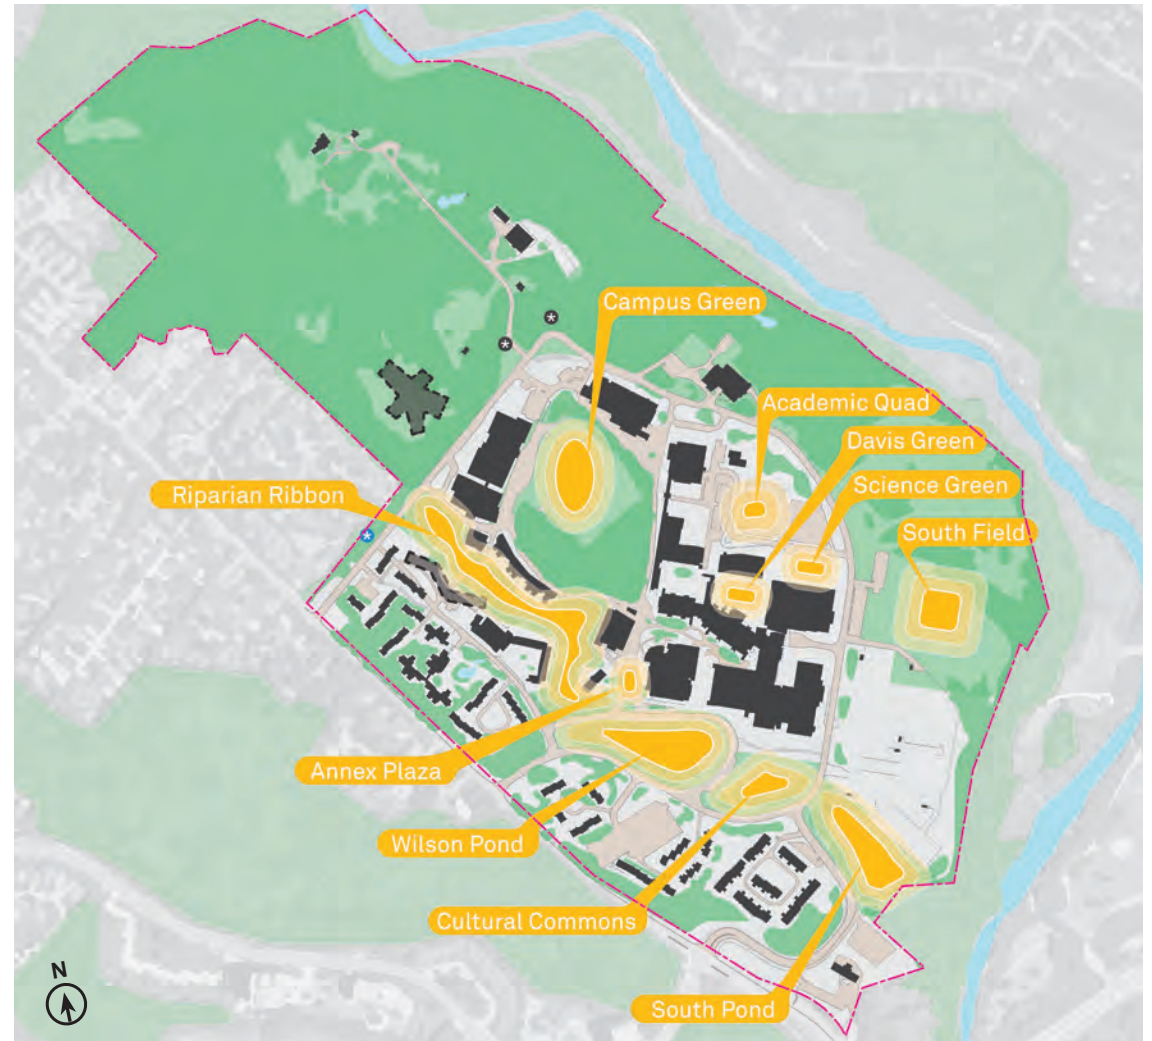 Campus Green
Academic Quad
Davis Green
Science Green
Riparian Ribbon
South Field
Annex Plaza
Wilson Pond
Cultural Commons
N
South Pond